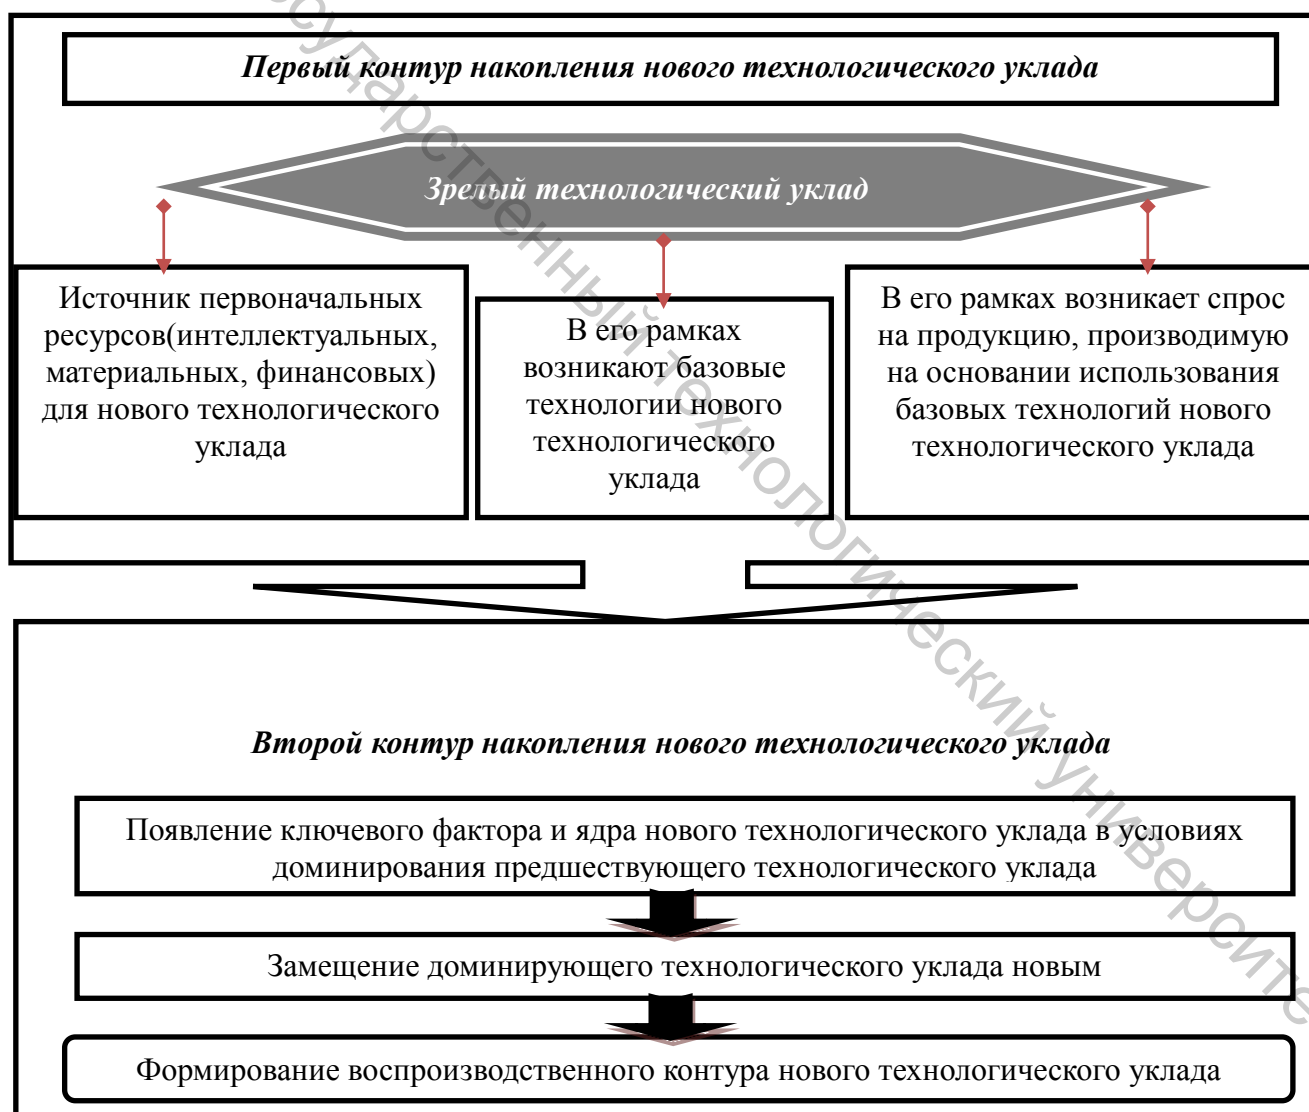 Первый контур накопления нового технологического уклада
Зрелый технологический уклад
Источник первоначальных
ресурсов(интеллектуальных,
материальных, финансовых)
для нового технологического
уклада
В его рамках
возникают базовые
технологии нового
технологического
уклада
В его рамках возникает спрос
на продукцию, производимую
на основании использования
базовых технологий нового
технологического уклада
Второй контур накопления нового технологического уклада
Появление ключевого фактора и ядра нового технологического уклада в условиях
доминирования предшествующего технологического уклада
Замещение доминирующего технологического уклада новым
Формирование воспроизводственного контура нового технологического уклада
осударственный технологический университе